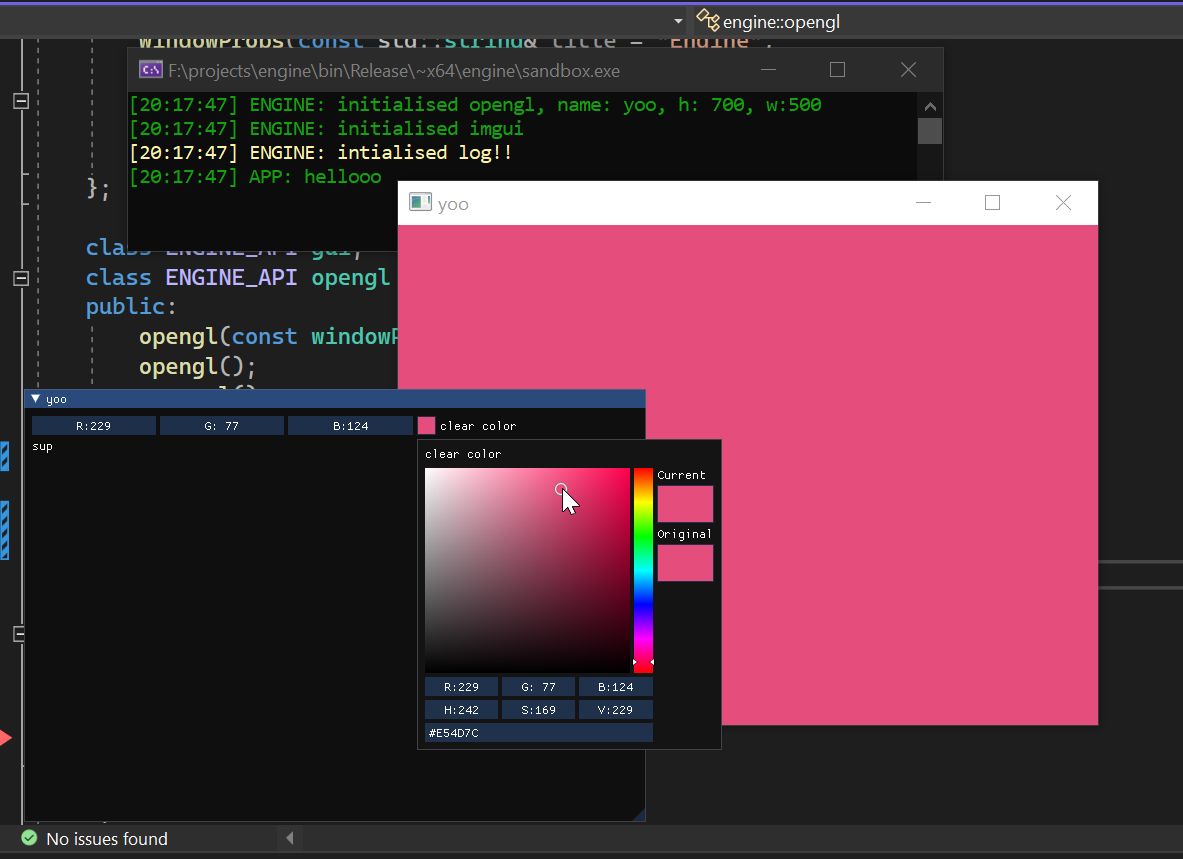 engine::opengl
windowProbs(const std::string& title = "Engine",
F:\projects\engine\bin\Release\~x64\engine\sandbox.exe
[20:17:47] ENGINE: initialised opengl, name: yoo, h: 700, w:500
[20:17:47] ENGINE: initialised imgui
[20:17:47] ENGINE: intialised log!!
[20:17:47] APP: hellooo
};
yoo
class ENGINE_API gui;
class ENGINE_API opengl
public:
opengl(const windowP
opengl();
yoo
R:229 G: 77 B:124 clear color
sup
clear color
Current
Original
R:229 G: 77 B:124
H:242 S:169 V:229
#E54D7C
No issues found